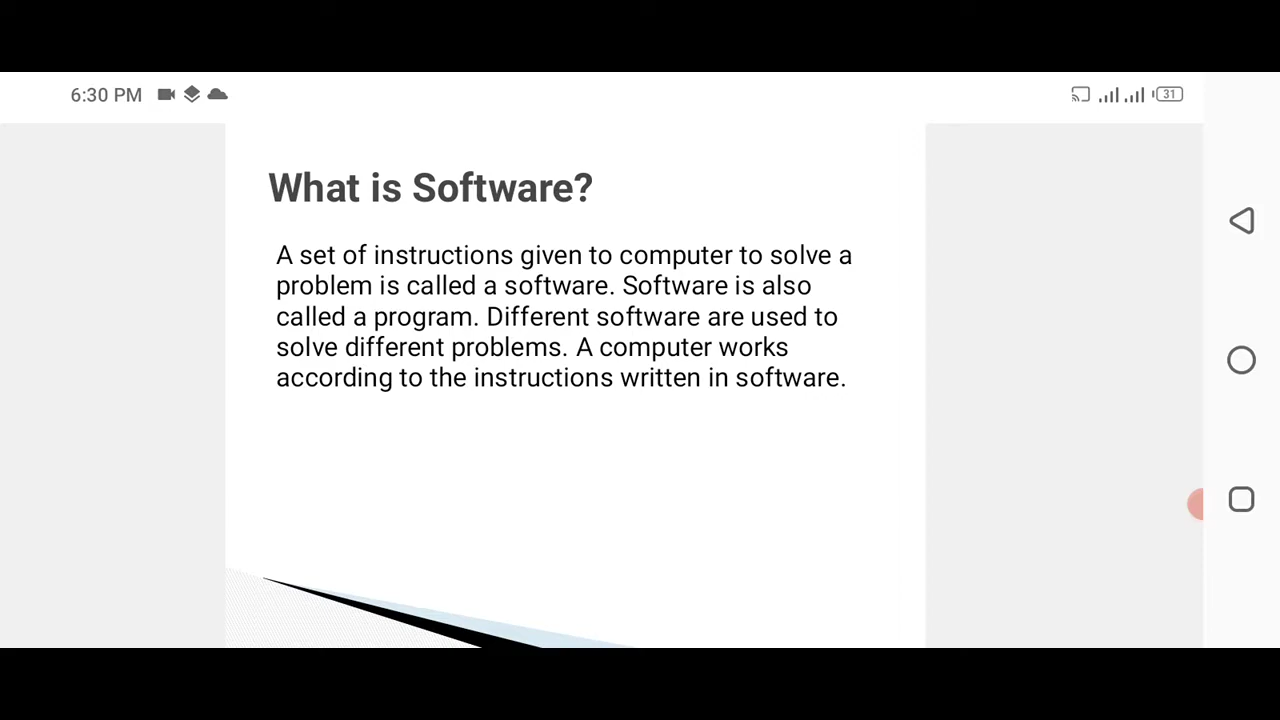 6:30 PM 31
What is Software?
A set of instructions given to computer to solve a
problem is called a software. Software is also
called a program. Different software are used to
solve different problems. A computer works
according to the instructions written in software.